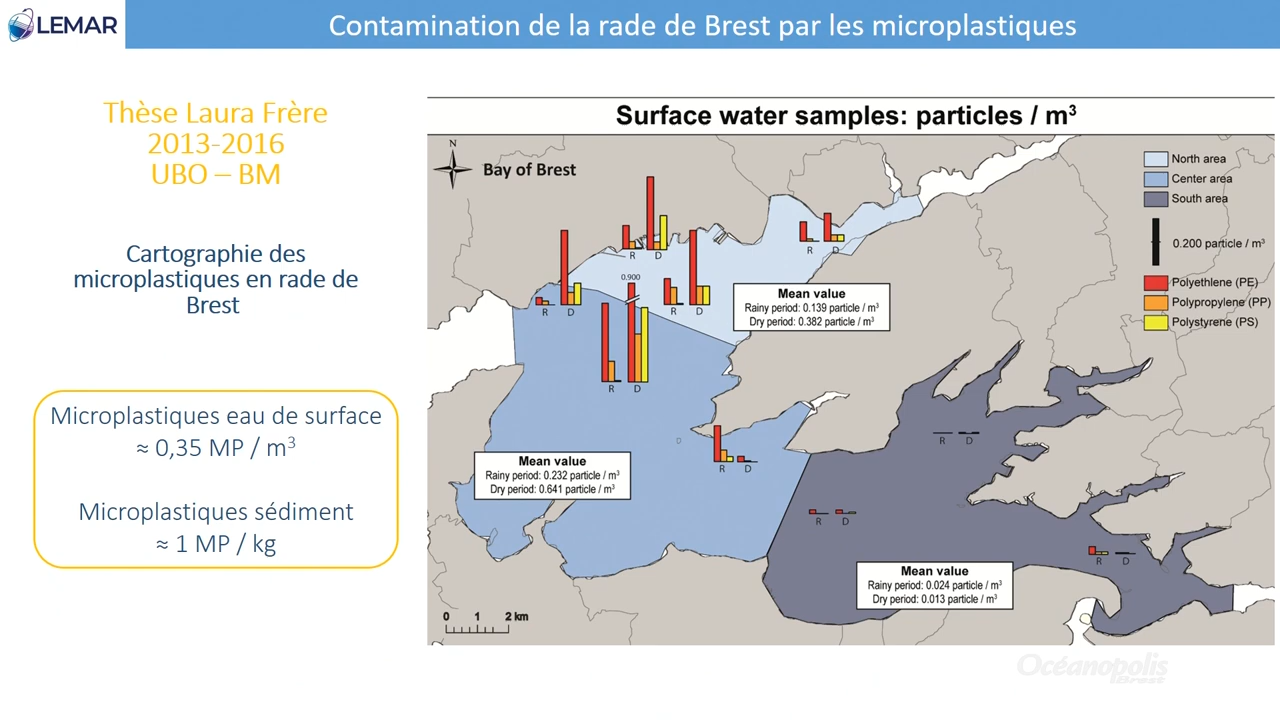 LEMAR
Contamination de la rade de Brest par les microplastiques
Thèse Laura Frère
2013-2016
UBO – BM
Cartographie des
microplastiques en rade de
Brest
Microplastiques eau de surface
≈ 0,35 MP / m³
Microplastiques sédiment
≈ 1 MP / kg
Surface water samples: particles / m³
N
Bay of Brest
North area
Center area
South area
0.200 particle / m³
Polyethlene (PE)
Polypropylene (PP)
Polystyrene (PS)
R D
R D
0.900
R D
R D
Mean value
Rainy period: 0.139 particle / m³
Dry period: 0.382 particle / m³
R D
R D
R D
Mean value
Rainy period: 0.232 particle / m³
Dry period: 0.641 particle / m³
R D
R D
Mean value
Rainy period: 0.024 particle / m³
Dry period: 0.013 particle / m³
0 1 2 km
Océanopolis
Brest